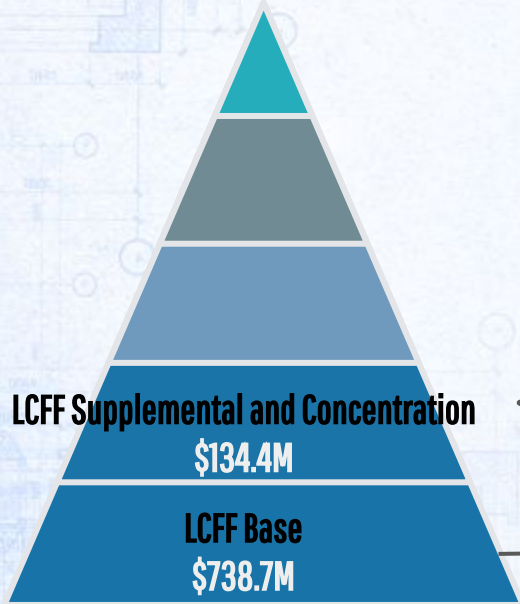 LCFF Supplemental and Concentration
$134.4M
LCFF Base
$738.7M